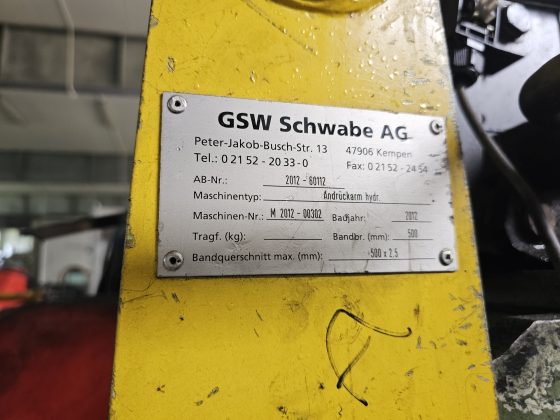 GSW Schwabe AG
Peter-Jakob-Busch-Str. 13 47906 Kempen
Tel.: 0 21 52 - 20 33 - 0 Fax: 0 21 52 - 24 54
AB-Nr.: 2012 - 60112
Maschinentyp: Andrückarm hydr.
Maschinen-Nr.: M 2012 - 00302 Baujahr: 2012
Tragf. (kg): Bandbr. (mm): 500
Bandquerschnitt max. (mm): 500 x 2,5